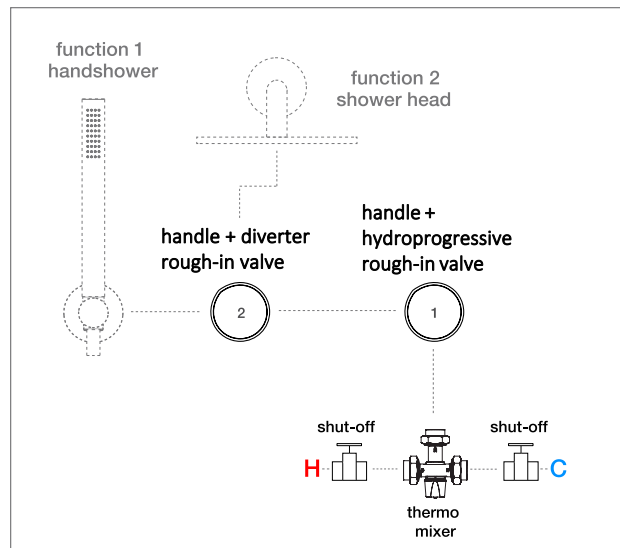 function 1
handshower
function 2
shower head
handle + diverter
rough-in valve
handle +
hydroprogressive
rough-in valve
2
1
shut-off
shut-off
H
C
thermo
mixer